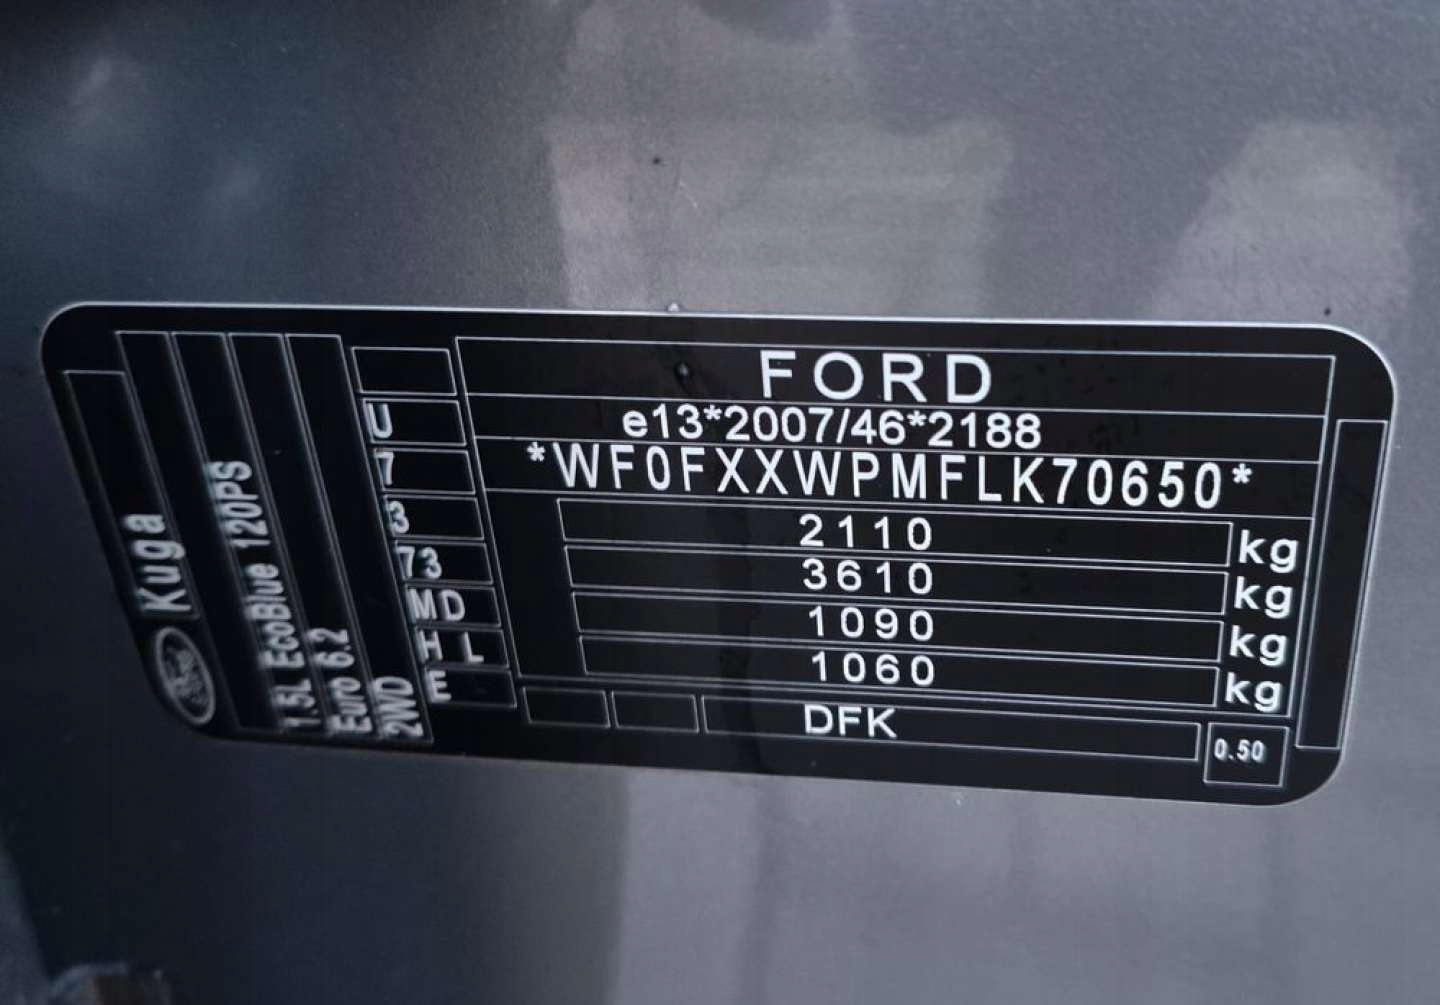 FORD
e13*2007/46*2188
*WF0FXXWPMFLK70650*
2110 kg
3610 kg
1090 kg
1060 kg
DFK
0.50
U
7
3
73
MD
H L
E
Ford
Kuga
1.5L EcoBlue 120PS
Euro 6.2
2WD